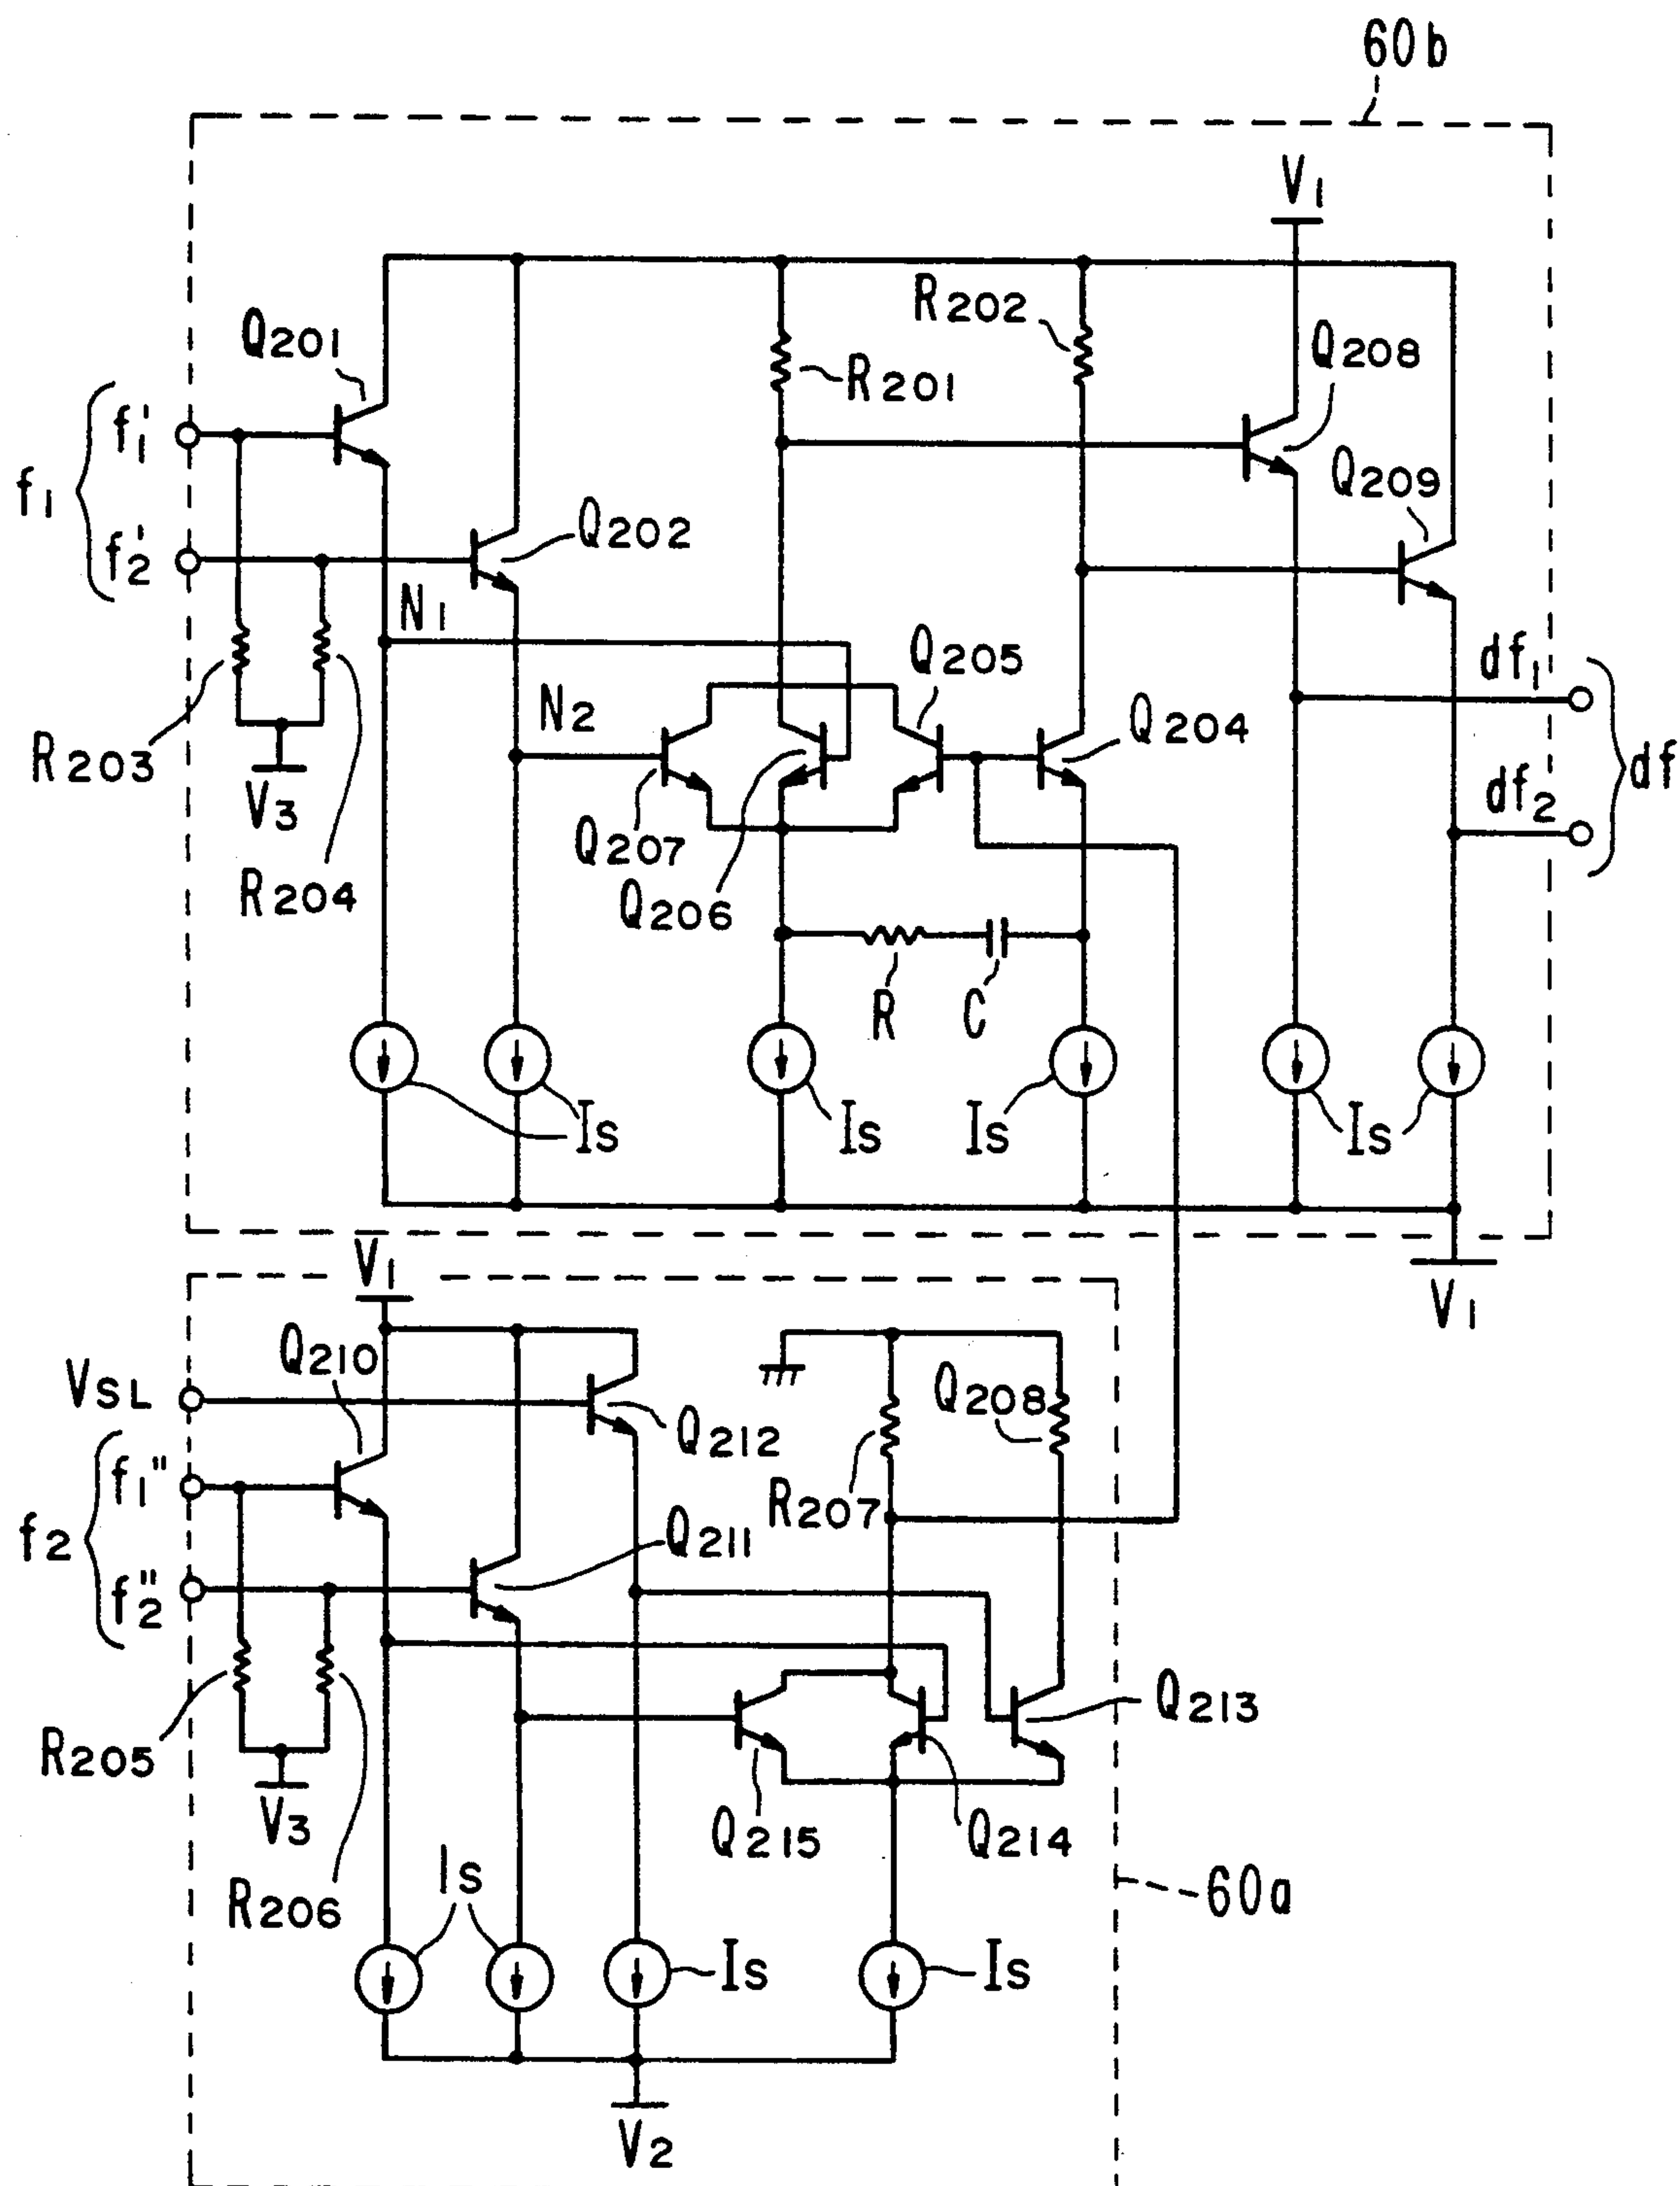 60b
V1
R202
Q201
Q208
R201
f1'
Q209
f1
Q202
f2'
N1
Q205
df1
N2
Q204
R203
df
V3
df2
Q207
R204
Q206
R
C
Is
Is
Is
Is
V1
V1
Q210
VSL
Q208
Q212
f1"
R207
f2
Q211
f2"
Q213
R205
V3
Q215
Q214
Is
R206
60a
Is
Is
V2